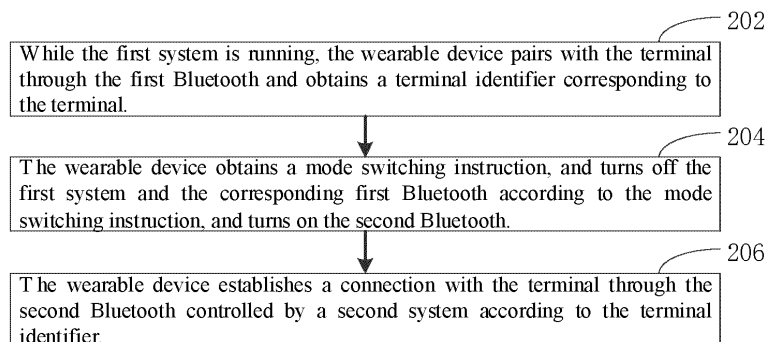 202
While the first system is running, the wearable device pairs with the terminal
through the first Bluetooth and obtains a terminal identifier corresponding to
the terminal.
204
The wearable device obtains a mode switching instruction, and turns off the
first system and the corresponding first Bluetooth according to the mode
switching instruction, and turns on the second Bluetooth.
206
The wearable device establishes a connection with the terminal through the
second Bluetooth controlled by a second system according to the terminal
identifier.